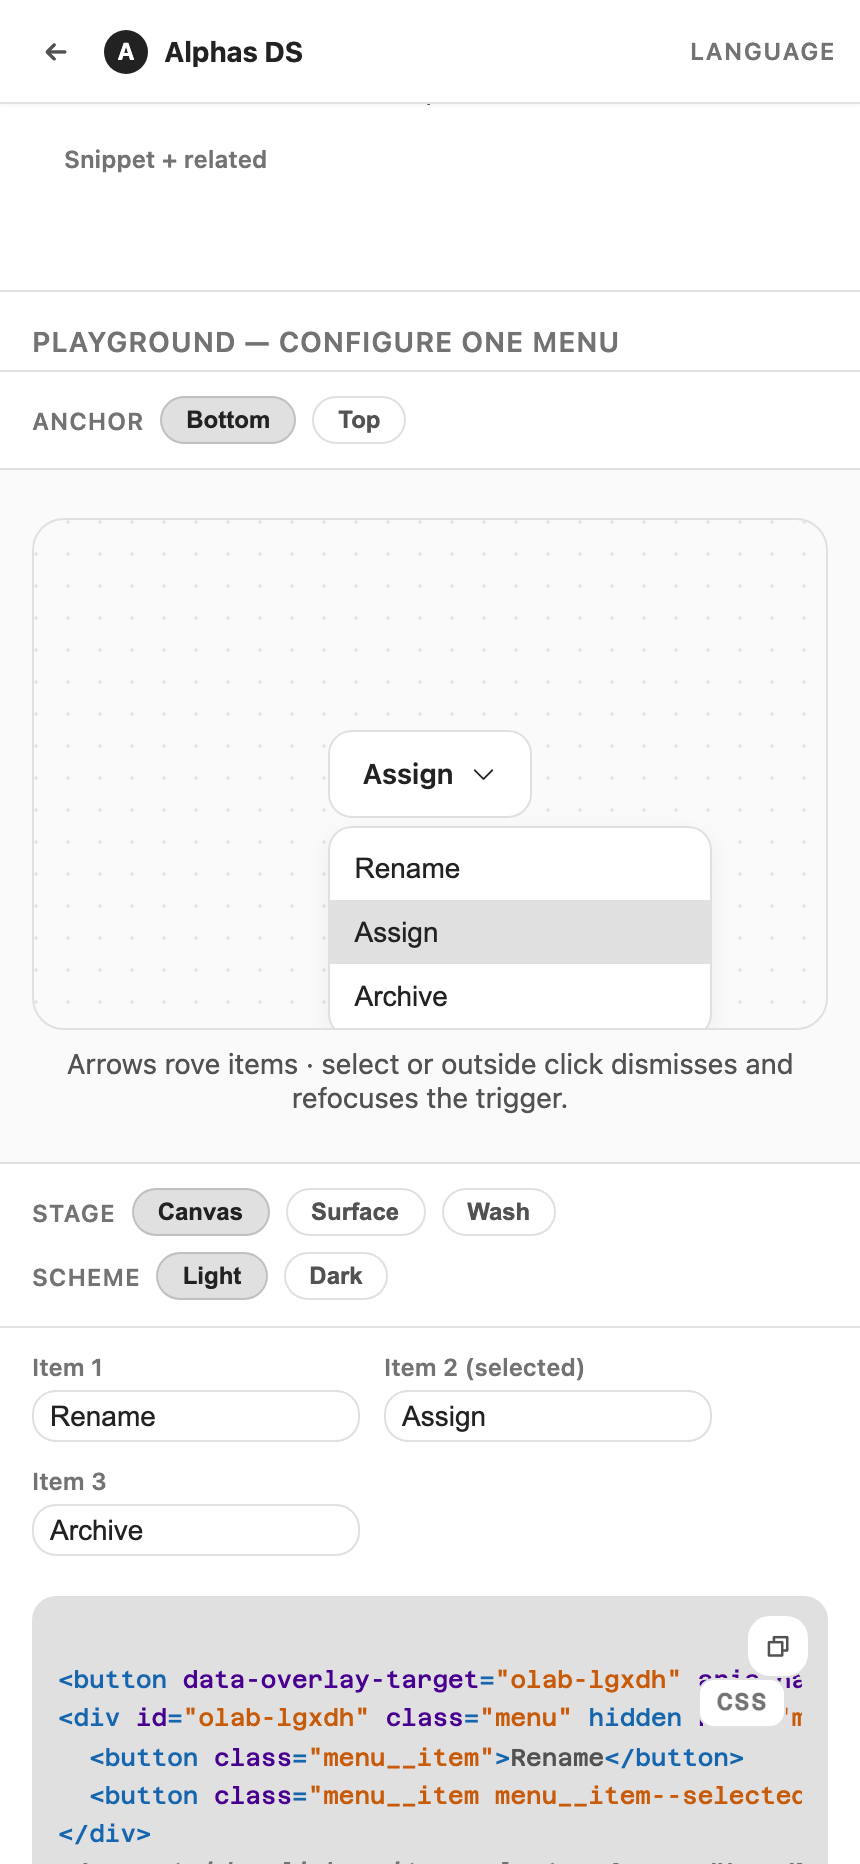 A Alphas DS LANGUAGE
Snippet + related
PLAYGROUND — CONFIGURE ONE MENU
ANCHOR Bottom Top
Assign
Rename
Assign
Archive
Arrows rove items · select or outside click dismisses and
refocuses the trigger.
STAGE Canvas Surface Wash
SCHEME Light Dark
Item 1 Item 2 (selected)
Rename Assign
Item 3
Archive
<button data-overlay-target="olab-lgxdh"
CSS
<div id="olab-lgxdh" class="menu" hidden
<button class="menu__item">Rename</button>
<button class="menu__item menu__item--selected
</div>